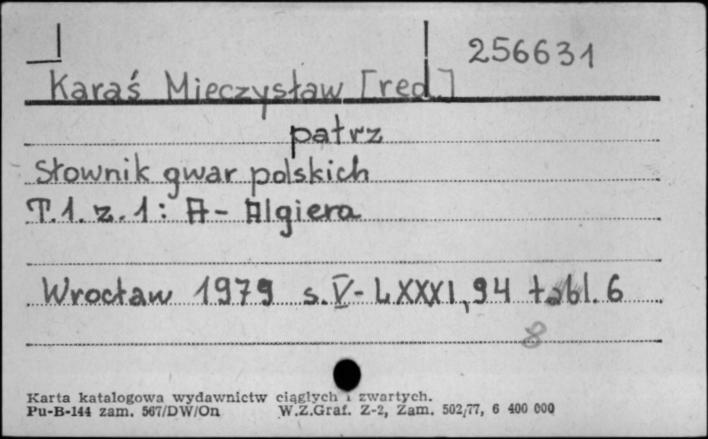 256631
Karaś Mieczysław [red.]
patrz
Słownik gwar polskich
T.1. z.1: A - Algiera
Wrocław 1979 s. V-LXXXI, 94 tabl. 6
8
Karta katalogowa wydawnictw ciągłych i zwartych.
Pu-B-144 zam. 567/DW/On W.Z.Graf. Z-2, Zam. 502/77, 6 400 000